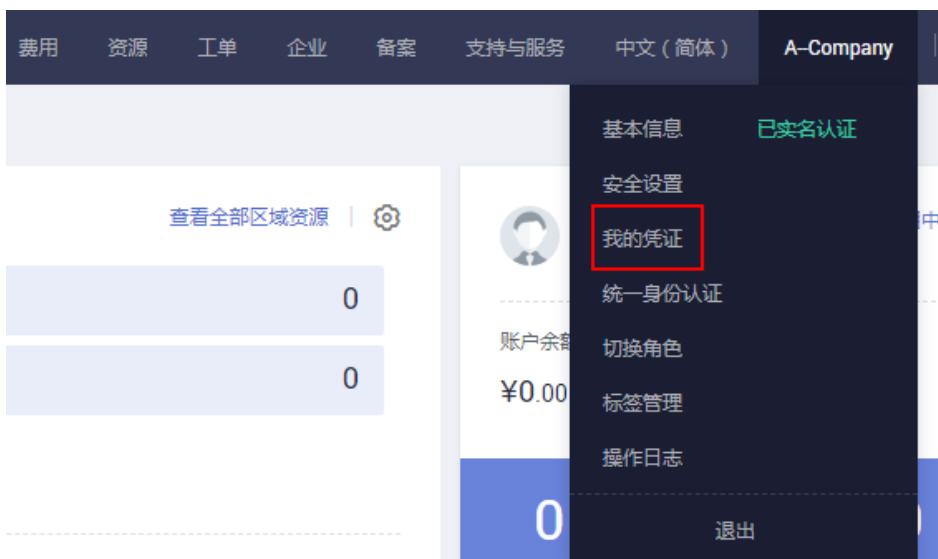 费用 资源 工单 企业 备案 支持与服务 中文（简体） A–Company
基本信息 已实名认证
安全设置
查看全部区域资源
我的凭证
中
统一身份认证
0
账户余额
切换角色
0
¥0.00
标签管理
操作日志
0
退出